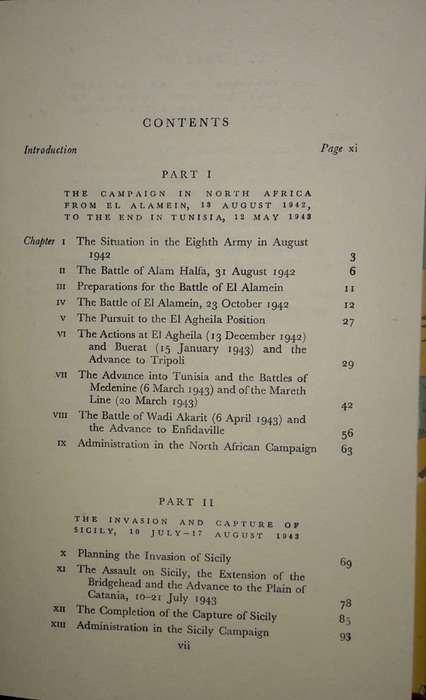 CONTENTS
Introduction Page xi
PART I
THE CAMPAIGN IN NORTH AFRICA
FROM EL ALAMEIN, 13 AUGUST 1942,
TO THE END IN TUNISIA, 12 MAY 1943
Chapter I The Situation in the Eighth Army in August
1942 3
II The Battle of Alam Halfa, 31 August 1942 6
III Preparations for the Battle of El Alamein 11
IV The Battle of El Alamein, 23 October 1942 12
V The Pursuit to the El Agheila Position 27
VI The Actions at El Agheila (13 December 1942)
and Buerat (15 January 1943) and the
Advance to Tripoli 29
VII The Advance into Tunisia and the Battles of
Medenine (6 March 1943) and of the Mareth
Line (20 March 1943) 42
VIII The Battle of Wadi Akarit (6 April 1943) and
the Advance to Enfidaville 56
IX Administration in the North African Campaign 63
PART II
THE INVASION AND CAPTURE OF
SICILY, 10 JULY–17 AUGUST 1943
X Planning the Invasion of Sicily 69
XI The Assault on Sicily, the Extension of the
Bridgehead and the Advance to the Plain of
Catania, 10–21 July 1943 78
XII The Completion of the Capture of Sicily 85
XIII Administration in the Sicily Campaign 93
vii